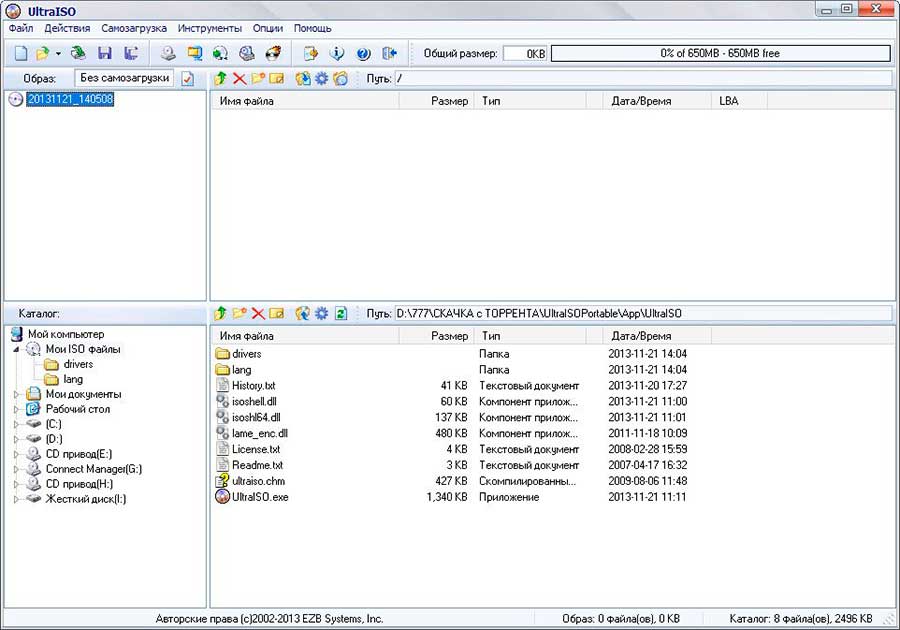 UltraISO
Файл Действия Самозагрузка Инструменты Опции Помощь
Общий размер: 0KB 0% of 650MB - 650MB free
Образ: Без самозагрузки Путь: /
20131121_140508
Имя файла Размер Тип Дата/Время LBA
Каталог: Путь: D:\777\СКАЧКА с ТОРРЕНТА\UltraISOPortable\App\UltraISO
Мой компьютер
Мои ISO файлы
drivers
lang
Мои документы
Рабочий стол
(C:)
(D:)
CD привод(E:)
Connect Manager(G:)
CD привод(H:)
Жесткий диск(I:)
Имя файла Размер Тип Дата/Время
drivers Папка 2013-11-21 14:04
lang Папка 2013-11-21 14:04
History.txt 41 KB Текстовый документ 2013-11-20 17:27
isoshell.dll 60 KB Компонент прилож... 2013-11-21 11:00
isoshl64.dll 137 KB Компонент прилож... 2013-11-21 11:01
lame_enc.dll 480 KB Компонент прилож... 2011-11-18 10:09
License.txt 4 KB Текстовый документ 2008-02-28 15:59
Readme.txt 3 KB Текстовый документ 2007-04-17 16:32
ultraiso.chm 427 KB Скомпилированны... 2009-08-06 11:48
UltraISO.exe 1,340 KB Приложение 2013-11-21 11:11
Авторские права (c)2002-2013 EZB Systems, Inc. Образ: 0 файла(ов), 0 KB Каталог: 8 файла(ов), 2496 KB